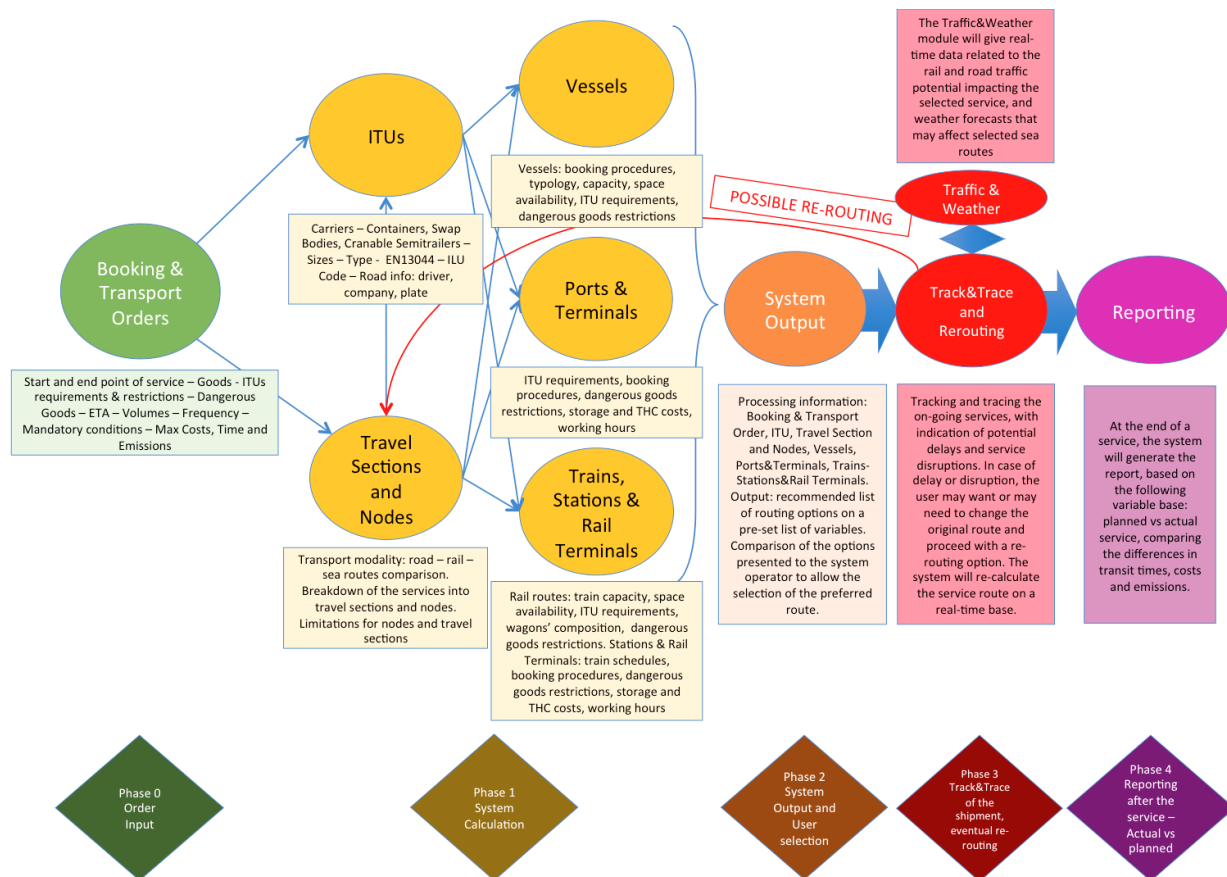 Booking &
Transport
Orders
Start and end point of service – Goods - ITUs
requirements & restrictions – Dangerous
Goods – ETA – Volumes – Frequency –
Mandatory conditions – Max Costs, Time and
Emissions
ITUs
Carriers – Containers, Swap
Bodies, Cranable Semitrailers –
Sizes – Type - EN13044 – ILU
Code – Road info: driver,
company, plate
Travel
Sections
and
Nodes
Transport modality: road – rail –
sea routes comparison.
Breakdown of the services into
travel sections and nodes.
Limitations for nodes and travel
sections
Vessels
Vessels: booking procedures,
typology, capacity, space
availability, ITU requirements,
dangerous goods restrictions
Ports &
Terminals
ITU requirements, booking
procedures, dangerous goods
restrictions, storage and THC costs,
working hours
Trains,
Stations &
Rail
Terminals
Rail routes: train capacity, space
availability, ITU requirements,
wagons’ composition, dangerous
goods restrictions. Stations & Rail
Terminals: train schedules,
booking procedures, dangerous
goods restrictions, storage and
THC costs, working hours
POSSIBLE RE-ROUTING
System
Output
Processing information:
Booking & Transport
Order, ITU, Travel Section
and Nodes, Vessels,
Ports&Terminals, Trains-
Stations&Rail Terminals.
Output: recommended list
of routing options on a
pre-set list of variables.
Comparison of the options
presented to the system
operator to allow the
selection of the preferred
route.
The Traffic&Weather
module will give real-
time data related to the
rail and road traffic
potential impacting the
selected service, and
weather forecasts that
may affect selected sea
routes
Traffic &
Weather
Track&Trace
and
Rerouting
Tracking and tracing the
on-going services, with
indication of potential
delays and service
disruptions. In case of
delay or disruption, the
user may want or may
need to change the
original route and
proceed with a re-
routing option. The
system will re-calculate
the service route on a
real-time base.
Reporting
At the end of a
service, the system
will generate the
report, based on
the following
variable base:
planned vs actual
service, comparing
the differences in
transit times, costs
and emissions.
Phase 0
Order
Input
Phase 1
System
Calculation
Phase 2
System
Output and
User
selection
Phase 3
Track&Trace
of the
shipment,
eventual re-
routing
Phase 4
Reporting
after the
service –
Actual vs
planned